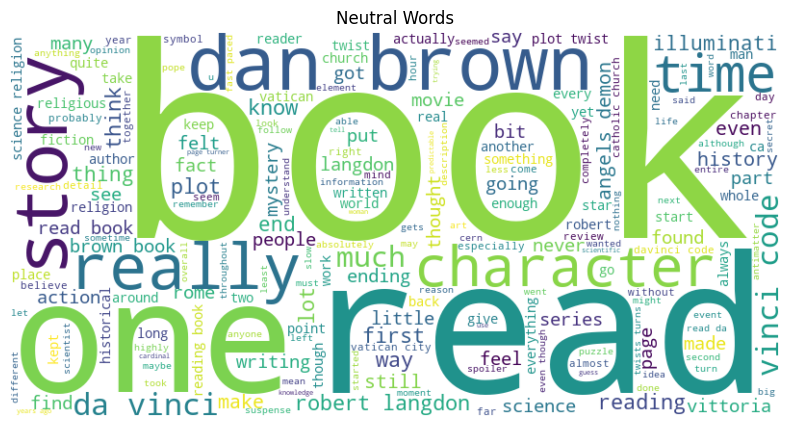 Neutral Words
book
read
one
story
dan brown
time
really
character
vinci code
da vinci
illuminati
science religion
many
quite
take
religious
probably
think
fiction
new
together
author
thing
detail
research
see
religion
read book
sometime
brown book
place
believe
action
around
let
historical
long
kept
scientist
highly
cardinal
maybe
different
took
find
make
suspense
years ago
year
opinion
anything
symbol
pope
u
fast paced
hour
element
reader
twist
church
got
know
vatican
keep
look
follow
felt
fact
able
tell
page turner
plot
seem
remember
mystery
understand
end
people
right
mind
information
written
world
woman
put
langdon
movie
real
actually
seemed
say
plot twist
trying
bit
another
something
less
come
going
enough
description
predictable
thought
every
yet
completely
catholic church
angels demon
need
last
word
man
said
life
day
chapter
secret
even
although
ca
history
part
entire
whole
star
robert
nothing
next
start
found
art
may
gets
absolutely
much
cern
especially
review
wanted
scientific
never
davinci code
always
antimatter
go
ending
slow
work
must
least
throughout
overall
rome
two
lot
point
left
though
started
writing
anyone
reading book
mean
knowledge
moment
still
way
first
little
back
reason
vatican city
give
use
went
feel
spoiler
even though
everything
series
almost
puzzle
guess
idea
done
without
might
page
twists turns
made
second
turn
event
read da
big
robert langdon
far
science
reading
vittoria